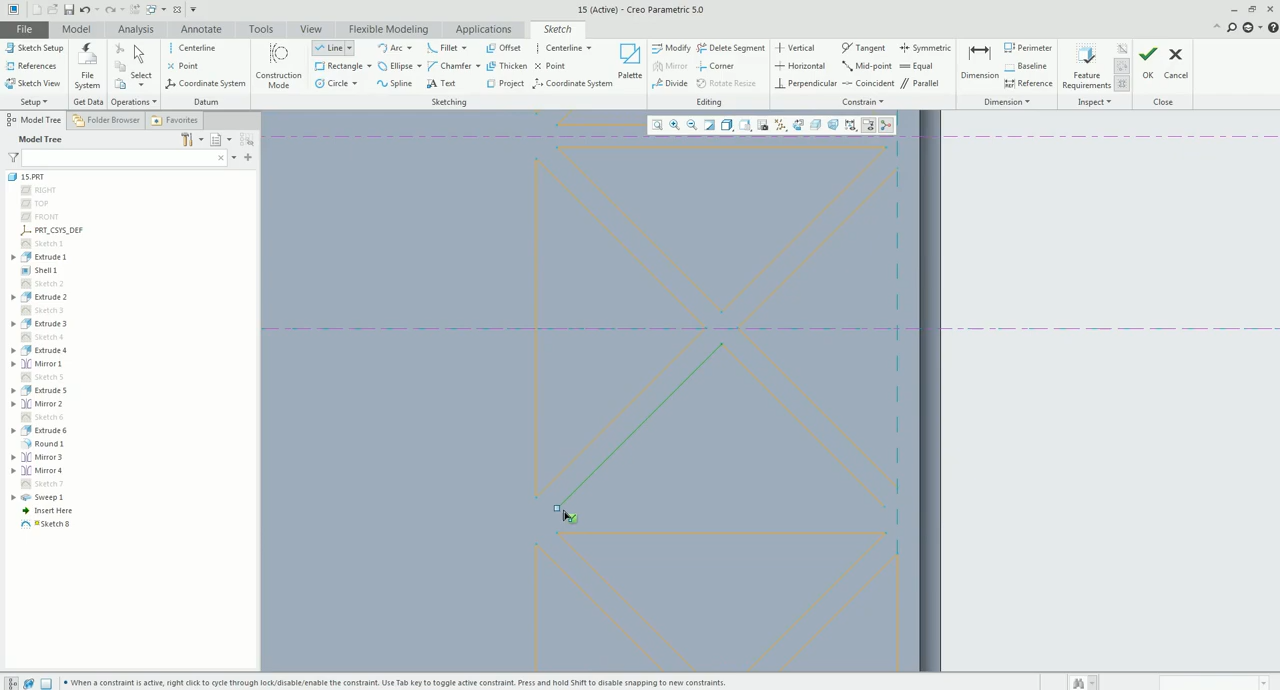 15 (Active) - Creo Parametric 5.0
File Model Analysis Annotate Tools View Flexible Modeling Applications Sketch
Sketch Setup Centerline Line Arc Fillet Offset Centerline Modify Delete Segment Vertical Tangent Symmetric Perimeter
References Point Rectangle Ellipse Chamfer Thicken Point Mirror Corner Horizontal Mid-point Equal Baseline
Sketch View Coordinate System Circle Spline Text Project Coordinate System Divide Rotate Resize Perpendicular Coincident Parallel Reference
File System Select Construction Mode Palette Dimension Feature Requirements OK Cancel
Setup Get Data Operations Datum Sketching Editing Constrain Dimension Inspect Close
Model Tree Folder Browser Favorites
Model Tree
15.PRT
RIGHT
TOP
FRONT
PRT_CSYS_DEF
Sketch 1
Extrude 1
Shell 1
Sketch 2
Extrude 2
Sketch 3
Extrude 3
Sketch 4
Extrude 4
Mirror 1
Sketch 5
Extrude 5
Mirror 2
Sketch 6
Extrude 6
Round 1
Mirror 3
Mirror 4
Sketch 7
Sweep 1
Insert Here
Sketch 8
When a constraint is active, right click to cycle through lock/disable/enable the constraint. Use Tab key to toggle active constraint. Press and hold Shift to disable snapping to new constraints.